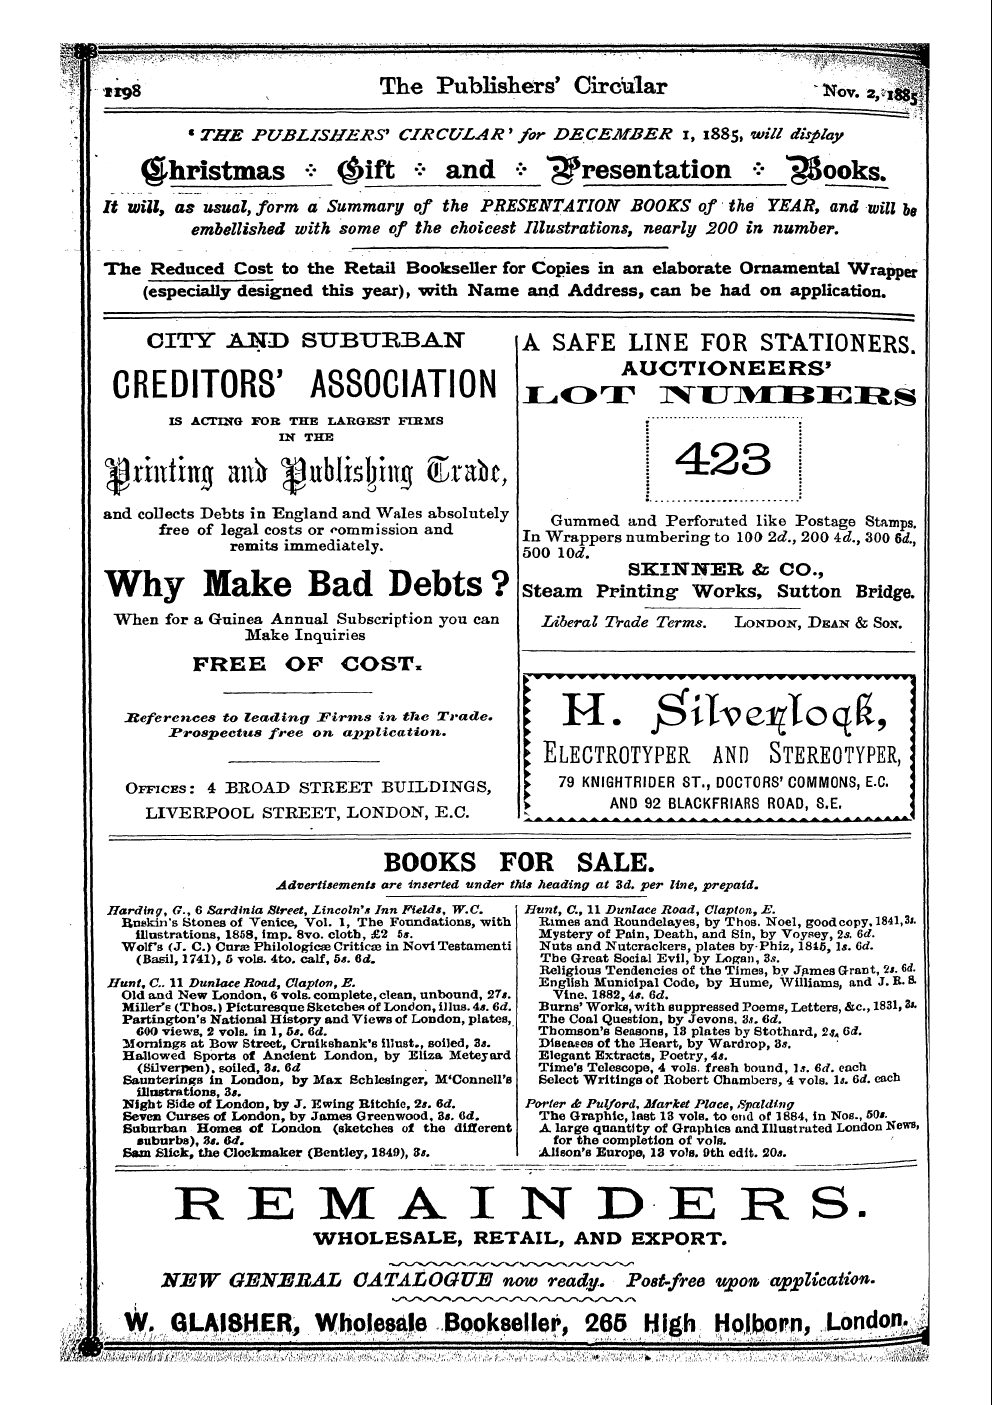 1198 The Publishers' Circular Nov. 2, 1885
‘ THE PUBLISHERS' CIRCULAR ’ for DECEMBER 1, 1885, will display
Christmas Gift and Presentation Books.
It will, as usual, form a Summary of the PRESENTATION BOOKS of the YEAR, and will be
embellished with some of the choicest Illustrations, nearly 200 in number.
The Reduced Cost to the Retail Bookseller for Copies in an elaborate Ornamental Wrapper
(especially designed this year), with Name and Address, can be had on application.
CITY AND SUBURBAN
CREDITORS' ASSOCIATION
IS ACTING FOR THE LARGEST FIRMS
IN THE
Printing and Publishing Trade,
and collects Debts in England and Wales absolutely
free of legal costs or commission and
remits immediately.
Why Make Bad Debts?
When for a Guinea Annual Subscription you can
Make Inquiries
FREE OF COST.
References to leading Firms in the Trade.
Prospectus free on application.
OFFICES: 4 BROAD STREET BUILDINGS,
LIVERPOOL STREET, LONDON, E.C.
A SAFE LINE FOR STATIONERS.
AUCTIONEERS'
LOT NUMBERS
423
Gummed and Perforated like Postage Stamps.
In Wrappers numbering to 100 2d., 200 4d., 300 6d.,
500 10d.
SKINNER & CO.,
Steam Printing Works, Sutton Bridge.
Liberal Trade Terms. LONDON, DEAN & SON.
H. Silverlock,
ELECTROTYPER AND STEREOTYPER,
79 KNIGHTRIDER ST., DOCTORS' COMMONS, E.C.
AND 92 BLACKFRIARS ROAD, S.E.
BOOKS FOR SALE.
Advertisements are inserted under this heading at 3d. per line, prepaid.
Harding, G., 6 Sardinia Street, Lincoln's Inn Fields, W.C.
Ruskin's Stones of Venice, Vol. 1, The Foundations, with
illustrations, 1858, imp. 8vo. cloth, £2 5s.
Wolf's (J. C.) Curæ Philologicæ Criticæ in Novi Testamenti
(Basil, 1741), 5 vols. 4to. calf, 5s. 6d.
Hunt, C.. 11 Dunlace Road, Clapton, E.
Old and New London, 6 vols. complete, clean, unbound, 27s.
Miller's (Thos.) Picturesque Sketches of London, illus. 4s. 6d.
Partington's National History and Views of London, plates,
600 views, 2 vols. in 1, 5s. 6d.
Mornings at Bow Street, Cruikshank's illust., soiled, 3s.
Hallowed Sports of Ancient London, by Eliza Meteyard
(Silverpen), soiled, 3s. 6d
Saunterings in London, by Max Schlesinger, M'Connell's
illustrations, 3s.
Night Side of London, by J. Ewing Ritchie, 2s. 6d.
Seven Curses of London, by James Greenwood, 3s. 6d.
Suburban Homes of London (sketches of the different
suburbs), 3s. 6d.
Sam Slick, the Clockmaker (Bentley, 1849), 3s.
Hunt, C., 11 Dunlace Road, Clapton, E.
Rimes and Roundelayes, by Thos. Noel, good copy, 1841, 3s.
Mystery of Pain, Death, and Sin, by Voysey, 2s. 6d.
Nuts and Nutcrackers, plates by Phiz, 1845, 1s. 6d.
The Great Social Evil, by Logan, 3s.
Religious Tendencies of the Times, by James Grant, 2s. 6d.
English Municipal Code, by Hume, Williams, and J. R. S.
Vine. 1882, 4s. 6d.
Burns' Works, with suppressed Poems, Letters, &c., 1831, 3s.
The Coal Question, by Jevons. 3s. 6d.
Thomson's Seasons, 13 plates by Stothard, 2s. 6d.
Diseases of the Heart, by Wardrop, 3s.
Elegant Extracts, Poetry, 4s.
Time's Telescope, 4 vols. fresh bound, 1s. 6d. each
Select Writings of Robert Chambers, 4 vols. 1s. 6d. each
Porter & Pulford, Market Place, Spalding
The Graphic, last 13 vols. to end of 1884, in Nos., 50s.
A large quantity of Graphics and Illustrated London News,
for the completion of vols.
Alison's Europe, 13 vols. 9th edit. 20s.
REMAINDERS.
WHOLESALE, RETAIL, AND EXPORT.
NEW GENERAL CATALOGUE now ready. Post-free upon application.
W. GLAISHER, Wholesale Bookseller, 265 High Holborn, London.